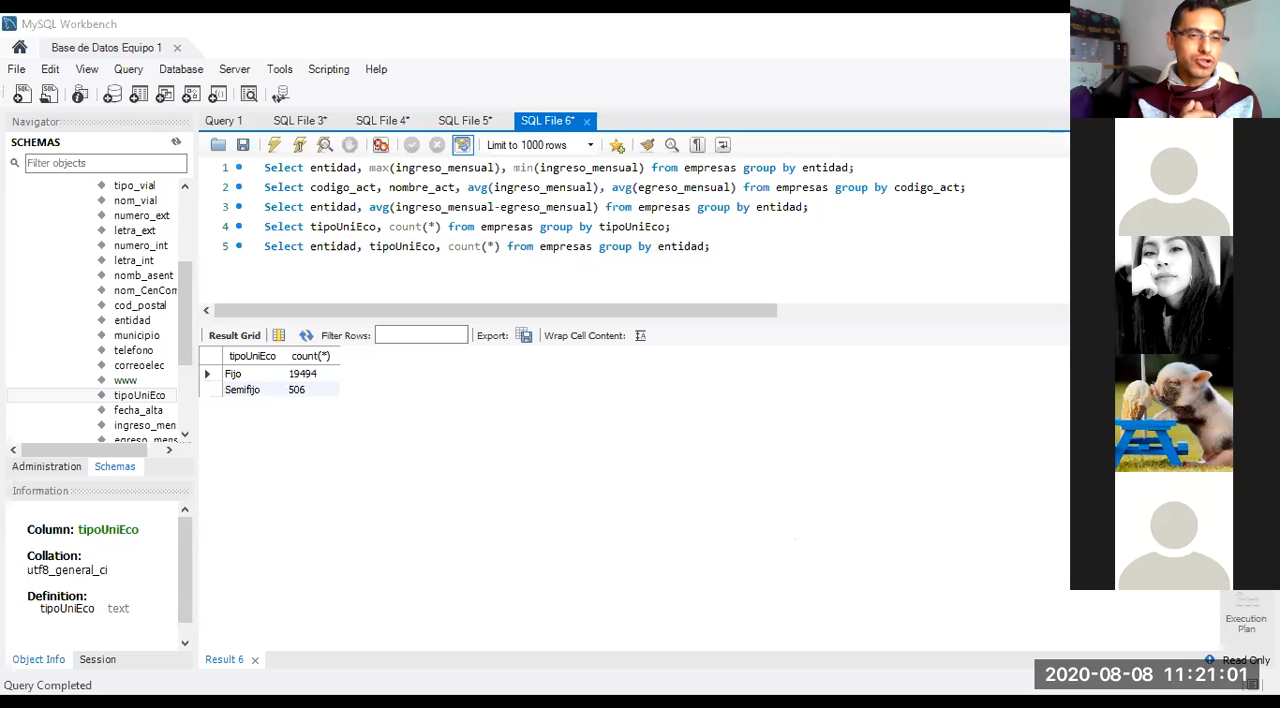 MySQL Workbench
Base de Datos Equipo 1
File Edit View Query Database Server Tools Scripting Help
Navigator
SCHEMAS
Filter objects
tipo_vial
nom_vial
numero_ext
letra_ext
numero_int
letra_int
nomb_asent
nom_CenCom
cod_postal
entidad
municipio
telefono
correoelec
www
tipoUniEco
fecha_alta
ingreso_men
egreso_mens
Administration Schemas
Information
Column: tipoUniEco
Collation:
utf8_general_ci
Definition:
tipoUniEco text
Object Info Session
Query Completed
Query 1 SQL File 3* SQL File 4* SQL File 5* SQL File 6*
Limit to 1000 rows
1 Select entidad, max(ingreso_mensual), min(ingreso_mensual) from empresas group by entidad;
2 Select codigo_act, nombre_act, avg(ingreso_mensual), avg(egreso_mensual) from empresas group by codigo_act;
3 Select entidad, avg(ingreso_mensual-egreso_mensual) from empresas group by entidad;
4 Select tipoUniEco, count(*) from empresas group by tipoUniEco;
5 Select entidad, tipoUniEco, count(*) from empresas group by entidad;
Result Grid Filter Rows: Export: Wrap Cell Content:
tipoUniEco count(*)
Fijo 19494
Semifijo 506
Result 6
Execution
Plan
Read Only
2020-08-08 11:21:01